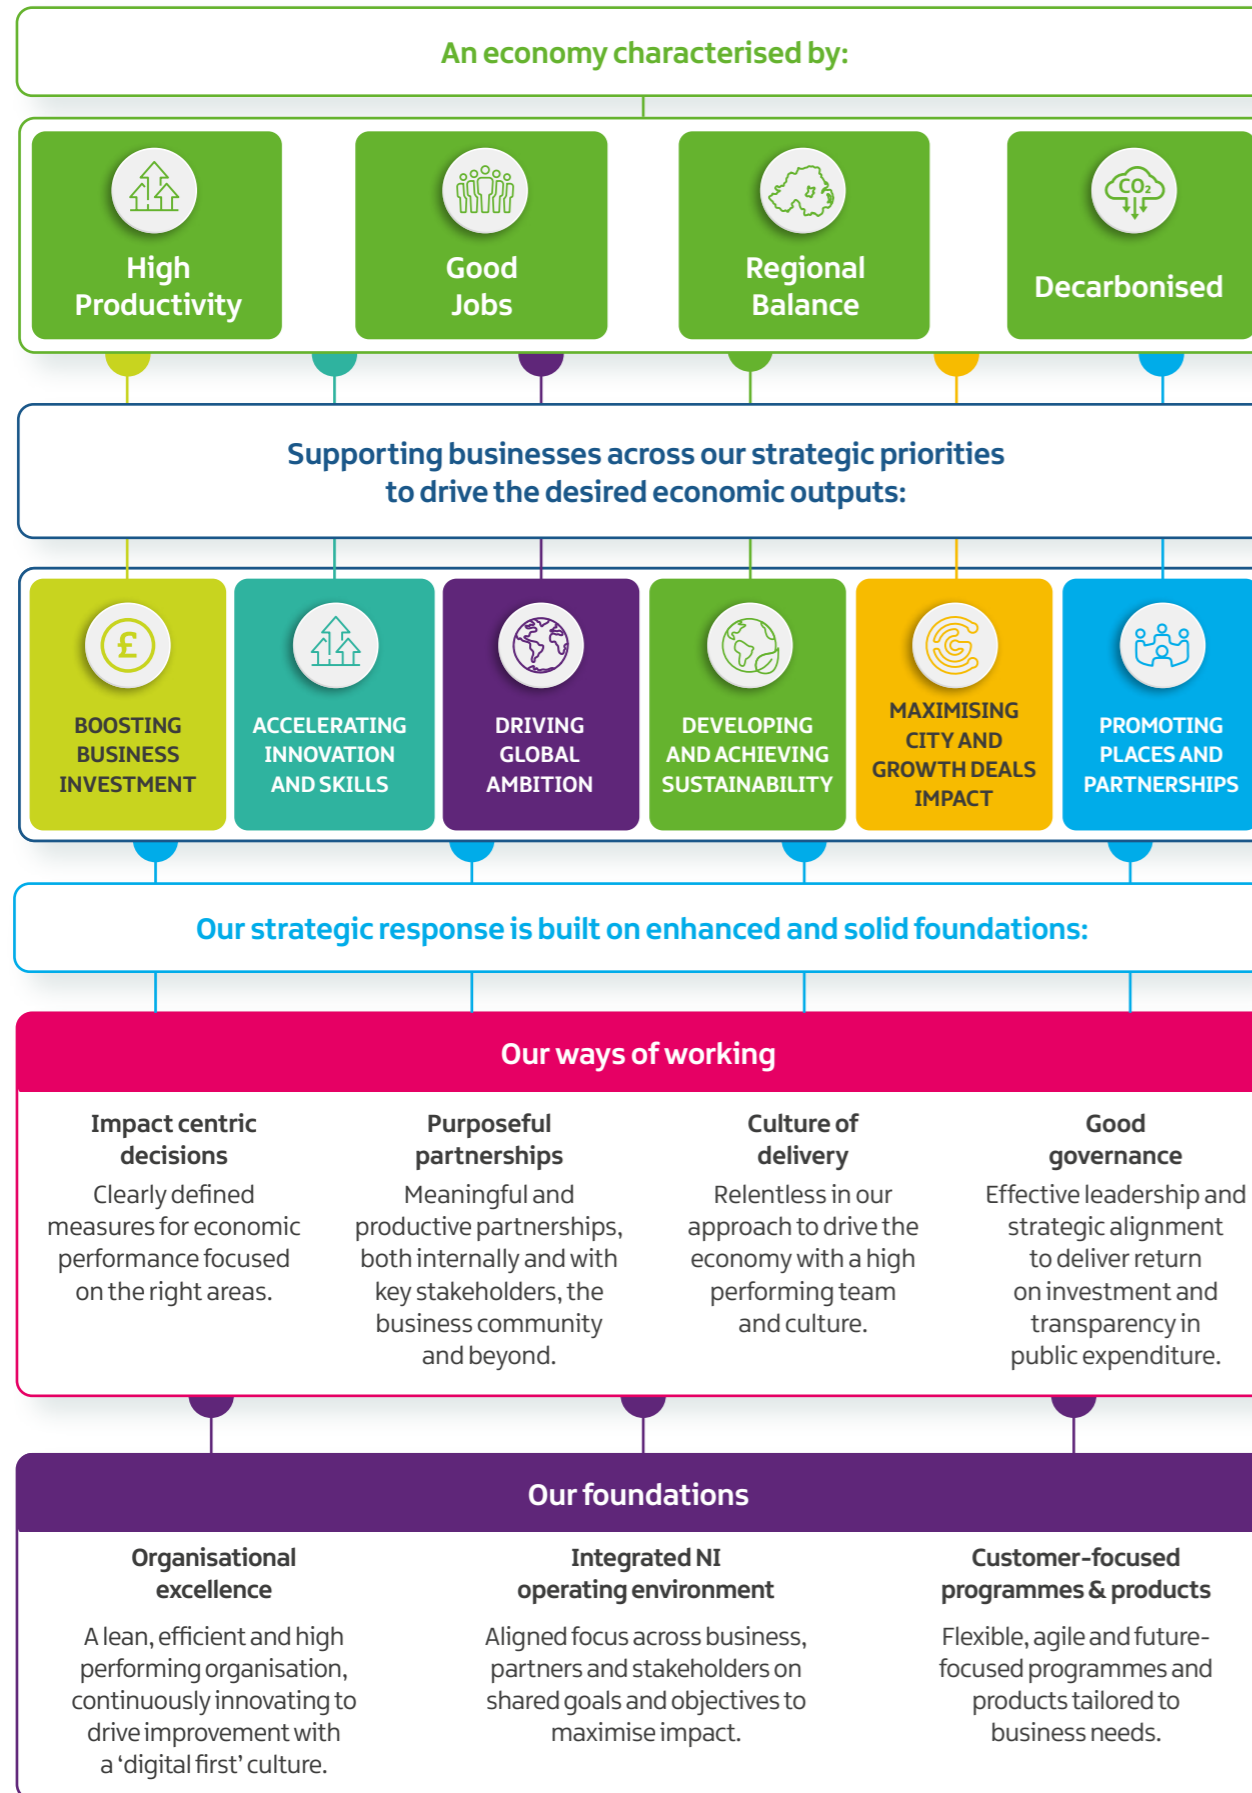 An economy characterised by:
High
Productivity
Good
Jobs
Regional
Balance
CO₂
Decarbonised
Supporting businesses across our strategic priorities
to drive the desired economic outputs:
£
BOOSTING
BUSINESS
INVESTMENT
ACCELERATING
INNOVATION
AND SKILLS
DRIVING
GLOBAL
AMBITION
DEVELOPING
AND ACHIEVING
SUSTAINABILITY
MAXIMISING
CITY AND
GROWTH DEALS
IMPACT
PROMOTING
PLACES AND
PARTNERSHIPS
Our strategic response is built on enhanced and solid foundations:
Our ways of working
Impact centric
decisions
Clearly defined
measures for economic
performance focused
on the right areas.
Purposeful
partnerships
Meaningful and
productive partnerships,
both internally and with
key stakeholders, the
business community
and beyond.
Culture of
delivery
Relentless in our
approach to drive the
economy with a high
performing team
and culture.
Good
governance
Effective leadership and
strategic alignment
to deliver return
on investment and
transparency in
public expenditure.
Our foundations
Organisational
excellence
A lean, efficient and high
performing organisation,
continuously innovating to
drive improvement with
a ‘digital first’ culture.
Integrated NI
operating environment
Aligned focus across business,
partners and stakeholders on
shared goals and objectives to
maximise impact.
Customer-focused
programmes & products
Flexible, agile and future-
focused programmes and
products tailored to
business needs.